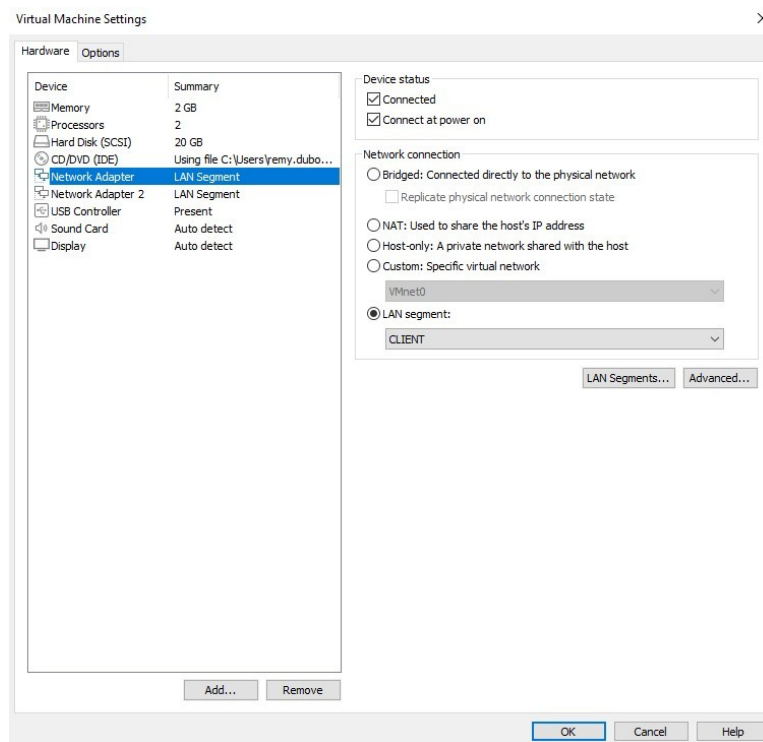 Virtual Machine Settings
Hardware Options
Device Summary
Memory 2 GB
Processors 2
Hard Disk (SCSI) 20 GB
CD/DVD (IDE) Using file C:\Users\remy.dubo...
Network Adapter LAN Segment
Network Adapter 2 LAN Segment
USB Controller Present
Sound Card Auto detect
Display Auto detect
Add... Remove
Device status
Connected
Connect at power on
Network connection
Bridged: Connected directly to the physical network
Replicate physical network connection state
NAT: Used to share the host's IP address
Host-only: A private network shared with the host
Custom: Specific virtual network
VMnet0
LAN segment:
CLIENT
LAN Segments... Advanced...
OK Cancel Help